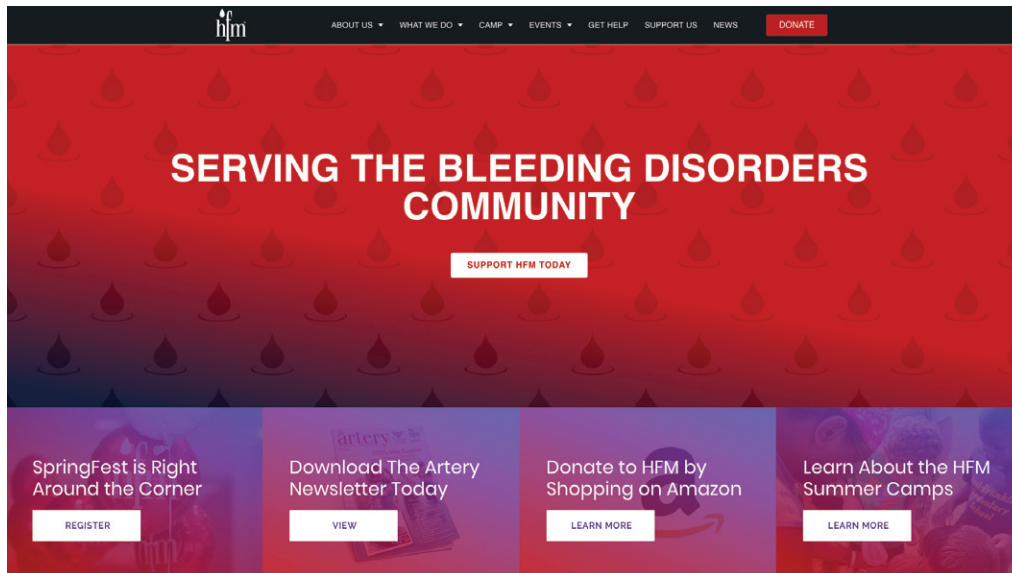 hfm
ABOUT US
WHAT WE DO
CAMP
EVENTS
GET HELP
SUPPORT US
NEWS
DONATE
SERVING THE BLEEDING DISORDERS
COMMUNITY
SUPPORT HFM TODAY
SpringFest is Right
Around the Corner
REGISTER
artery
Download The Artery
Newsletter Today
VIEW
Donate to HFM by
Shopping on Amazon
LEARN MORE
Learn About the HFM
Summer Camps
LEARN MORE